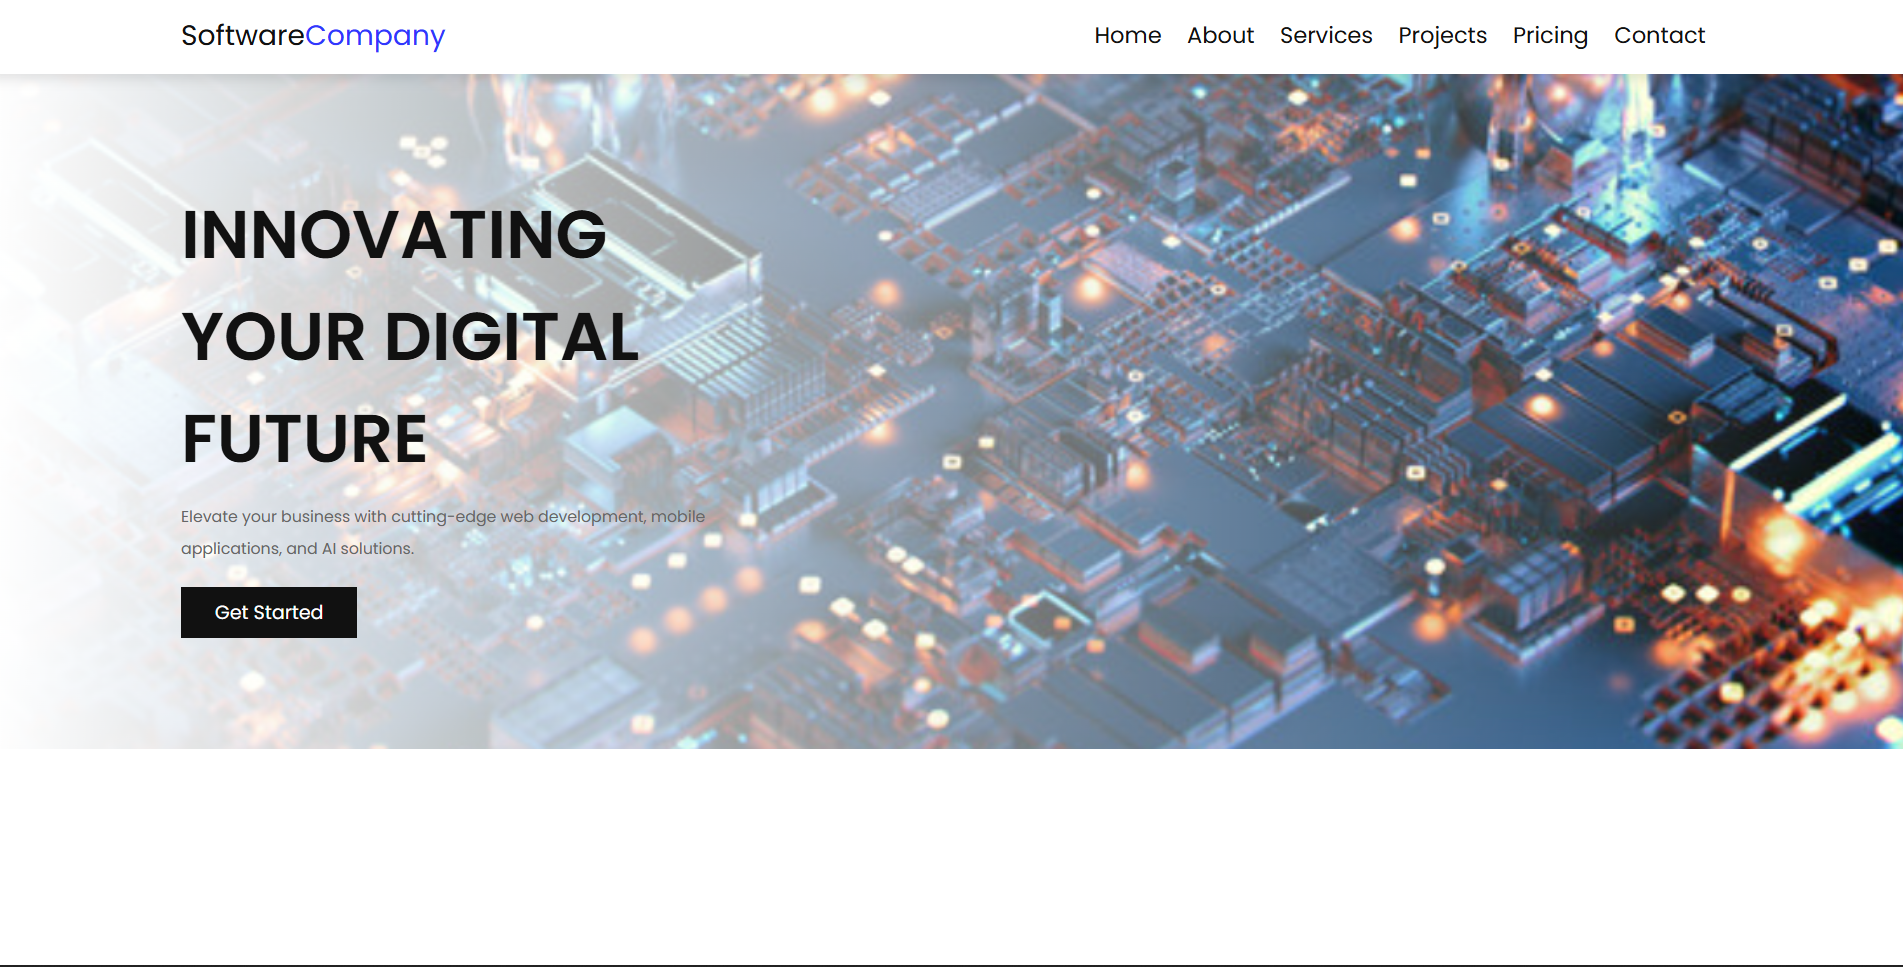 SoftwareCompany
Home About Services Projects Pricing Contact
INNOVATING
YOUR DIGITAL
FUTURE
Elevate your business with cutting-edge web development, mobile
applications, and AI solutions.
Get Started